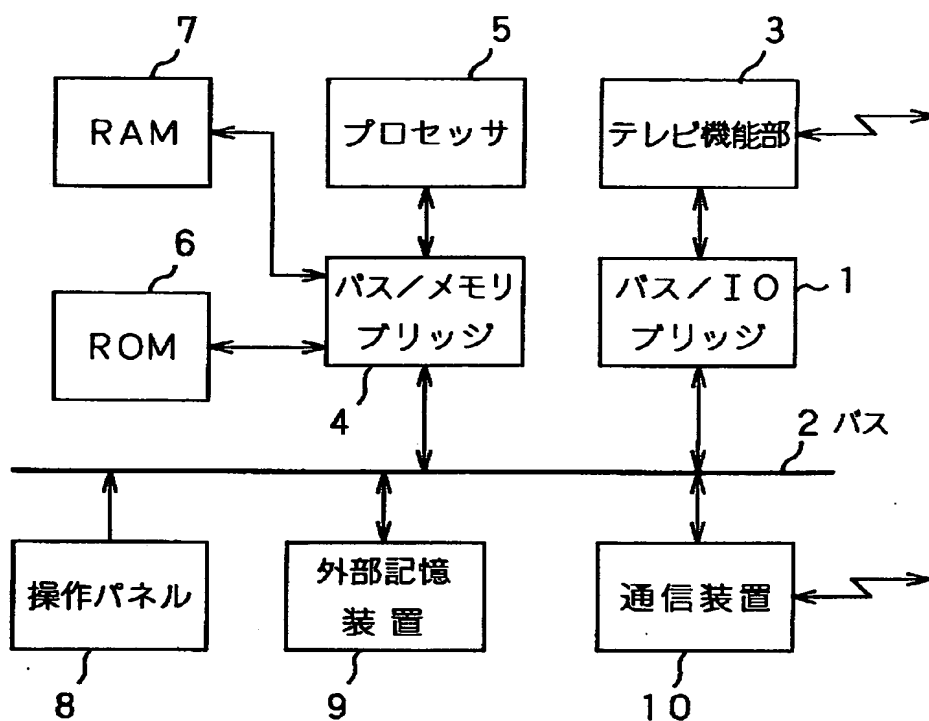 7
5
3
RAM
プロセッサ
テレビ機能部
6
ROM
バス／メモリ
ブリッジ
4
バス／IO
ブリッジ
1
2 バス
操作パネル
8
外部記憶
装置
9
通信装置
10